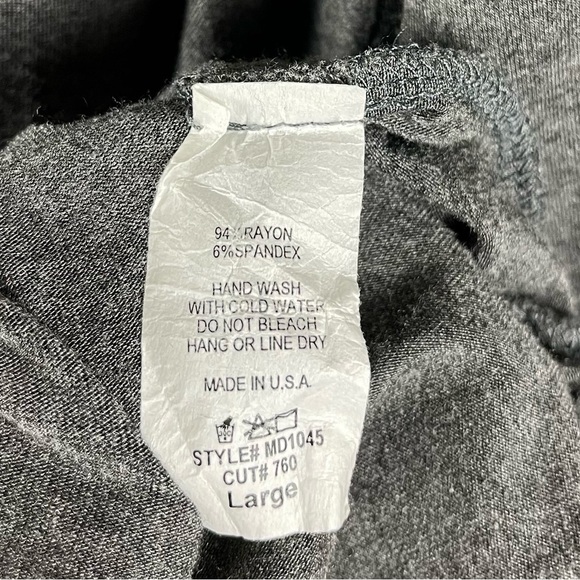 94% RAYON
6%SPANDEX
HAND WASH
WITH COLD WATER
DO NOT BLEACH
HANG OR LINE DRY
MADE IN U.S.A.
STYLE# MD1045
CUT# 760
Large